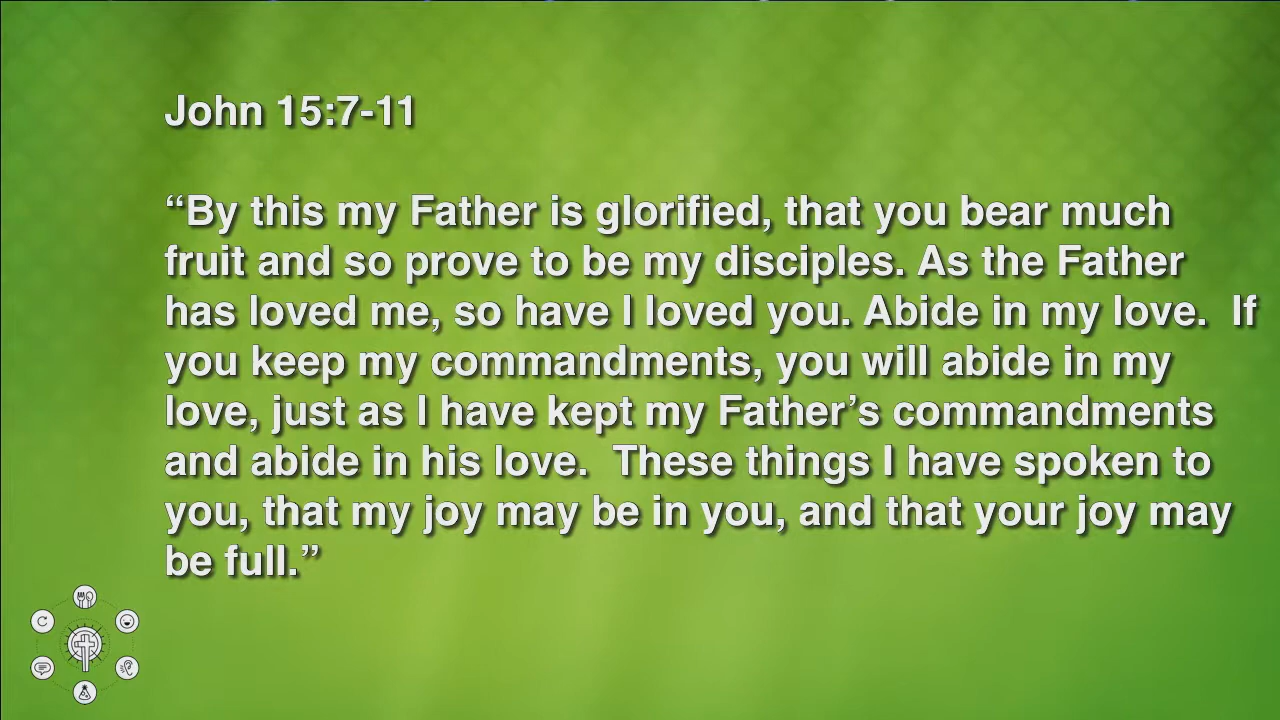 John 15:7-11
“By this my Father is glorified, that you bear much
fruit and so prove to be my disciples. As the Father
has loved me, so have I loved you. Abide in my love.  If
you keep my commandments, you will abide in my
love, just as I have kept my Father’s commandments
and abide in his love.  These things I have spoken to
you, that my joy may be in you, and that your joy may
be full.”